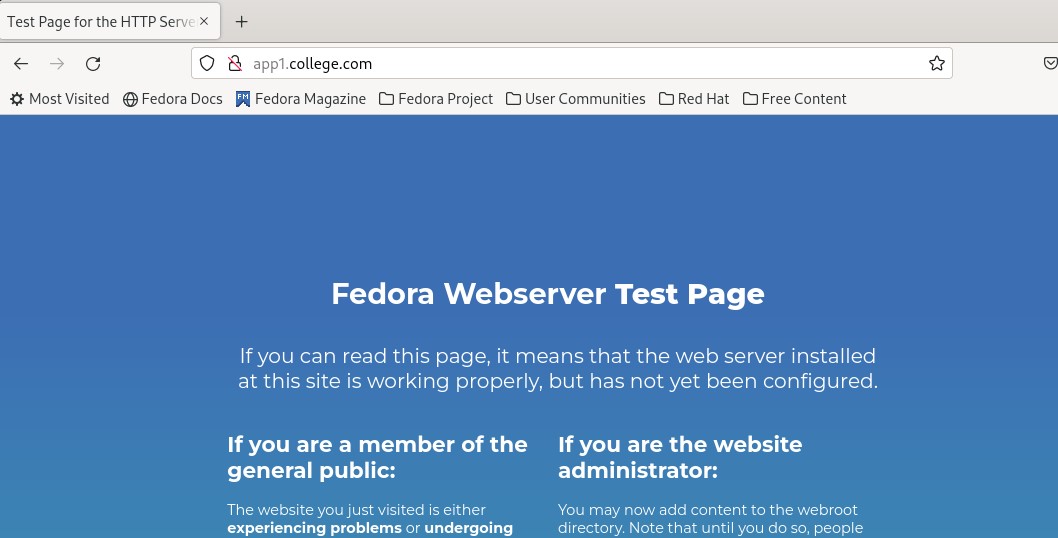 Test Page for the HTTP Serve
app1.college.com
Most Visited Fedora Docs FM Fedora Magazine Fedora Project User Communities Red Hat Free Content
Fedora Webserver Test Page
If you can read this page, it means that the web server installed
at this site is working properly, but has not yet been configured.
If you are a member of the
general public:
The website you just visited is either
experiencing problems or undergoing
If you are the website
administrator:
You may now add content to the webroot
directory. Note that until you do so, people